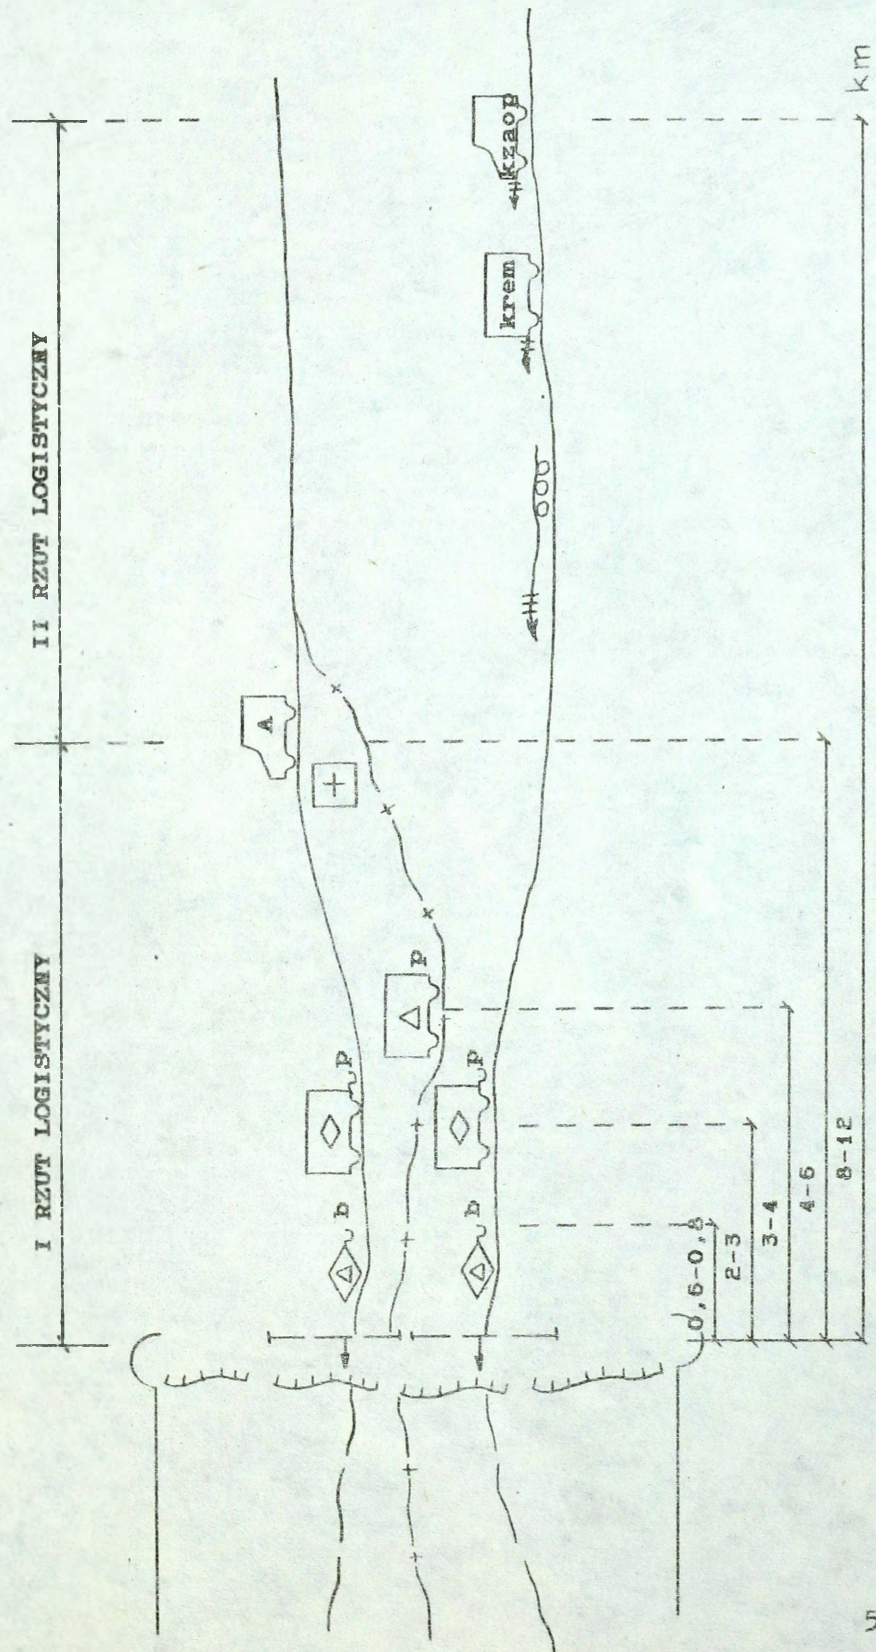 I RZUT LOGISTYCZNY
II RZUT LOGISTYCZNY
A
p
p
p
b
b
krem
kzaop
0,6-0,8
2-3
3-4
4-6
8-12
km
5